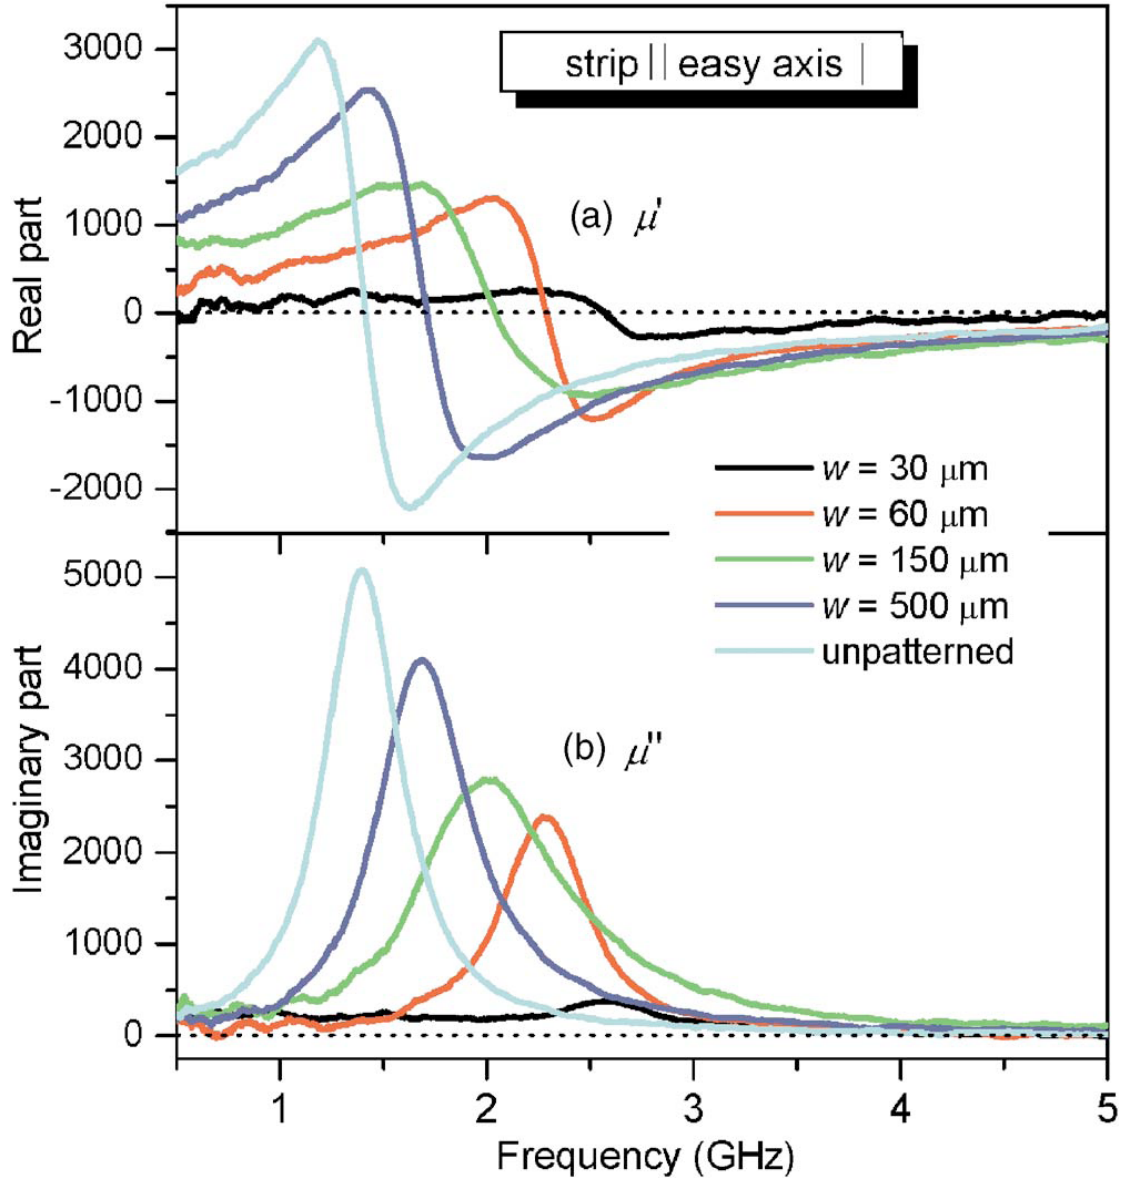 strip || easy axis |
3000
2000
1000
0
-1000
-2000
Real part
(a) μ'
w = 30 μm
w = 60 μm
w = 150 μm
w = 500 μm
unpatterned
5000
4000
3000
2000
1000
0
Imaginary part
(b) μ"
1 2 3 4 5
Frequency (GHz)